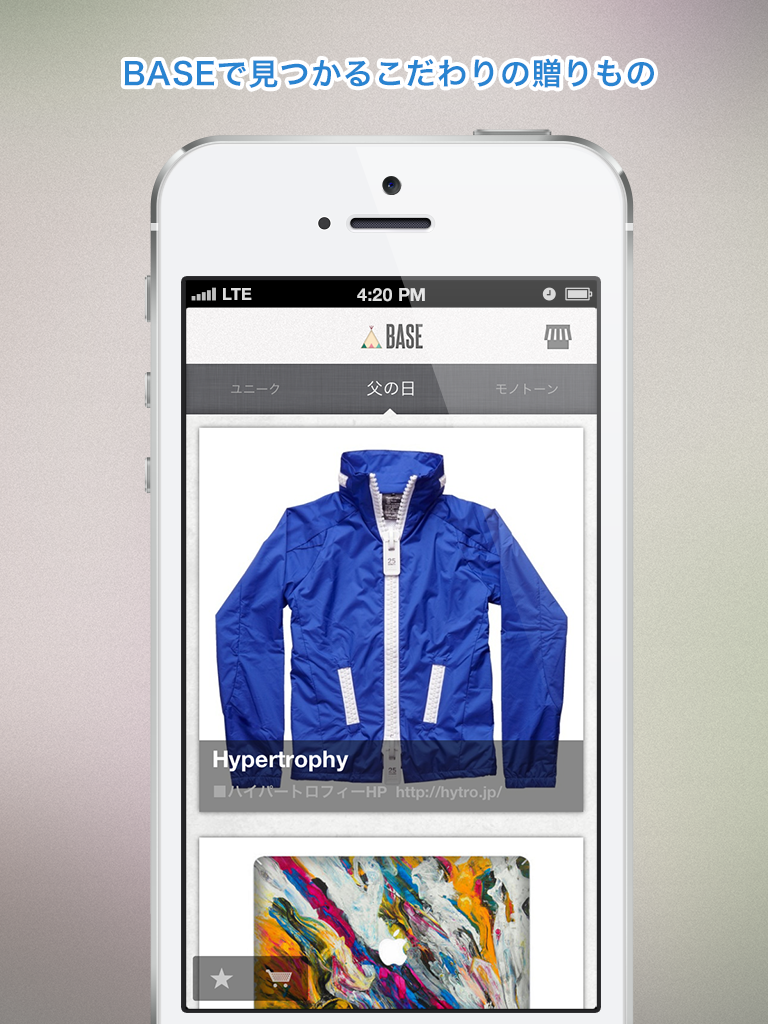 BASEで見つかるこだわりの贈りもの
LTE 4:20 PM
BASE
ユニーク 父の日 モノトーン
25
Hypertrophy
■ハイパートロフィーHP http://hytro.jp/